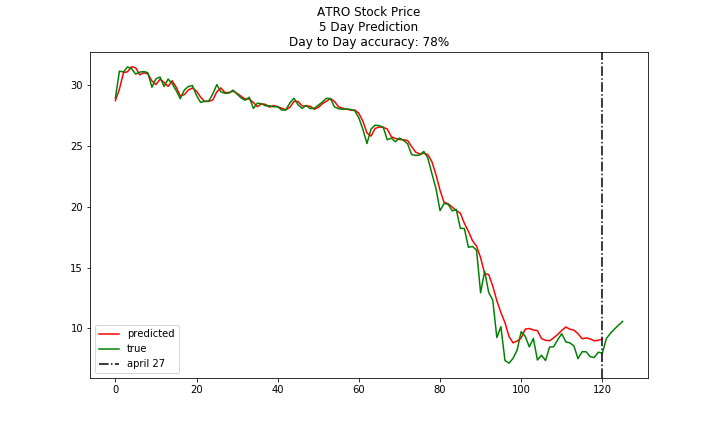 ATRO Stock Price
5 Day Prediction
Day to Day accuracy: 78%
30
25
20
15
10
predicted
true
april 27
0
20
40
60
80
100
120